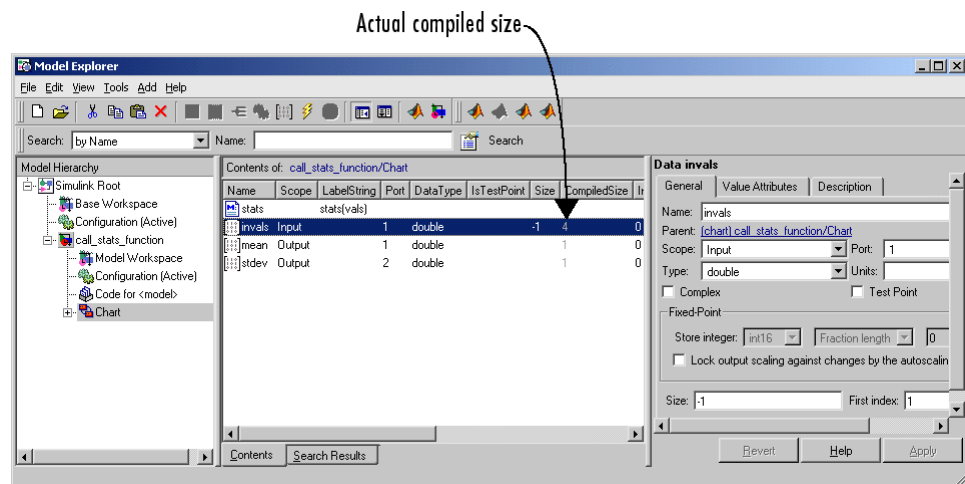 Actual compiled size
Model Explorer
File Edit View Tools Add Help
Search: by Name Name: Search
Model Hierarchy
Simulink Root
Base Workspace
Configuration (Active)
call_stats_function
Model Workspace
Configuration (Active)
Code for <model>
Chart
Contents of: call_stats_function/Chart
Name Scope LabelString Port DataType IsTestPoint Size CompiledSize
stats stats(vals)
invals Input 1 double -1 4 0
mean Output 1 double 1 0
stdev Output 2 double 1 0
Contents Search Results
Data invals
General Value Attributes Description
Name: invals
Parent: (chart) call_stats_function/Chart
Scope: Input Port: 1
Type: double Units:
Complex Test Point
Fixed-Point
Store integer: int16 Fraction length 0
Lock output scaling against changes by the autoscalin
Size: -1 First index: 1
Revert Help Apply